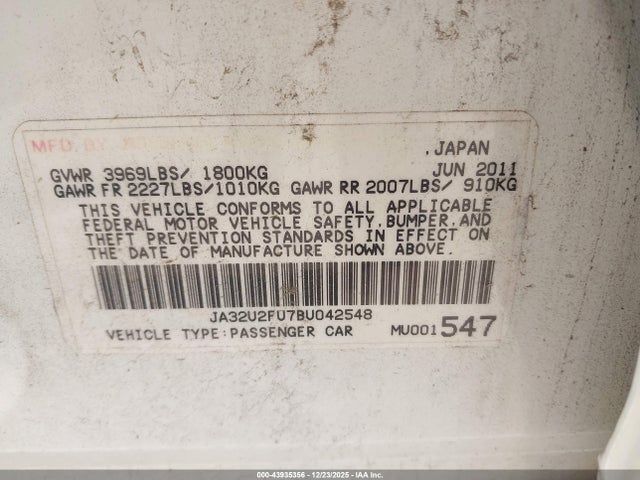 MFD. BY
, JAPAN
GVWR 3969LBS/ 1800KG JUN 2011
GAWR FR 2227LBS/1010KG GAWR RR 2007LBS/ 910KG
THIS VEHICLE CONFORMS TO ALL APPLICABLE
FEDERAL MOTOR VEHICLE SAFETY, BUMPER, AND
THEFT PREVENTION STANDARDS IN EFFECT ON
THE DATE OF MANUFACTURE SHOWN ABOVE.
JA32U2FU7BU042548
VEHICLE TYPE:PASSENGER CAR MU001547
000-43935356 - 12/23/2025 - © IAA, Inc.